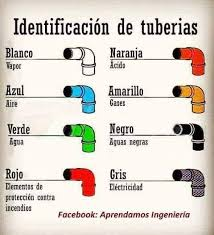 Identificación de tuberias
Blanco
Vapor
Naranja
Ácido
Azul
Aire
Amarillo
Gases
Verde
Agua
Negro
Aguas negras
Rojo
Elementos de
protección contra
incendios
Gris
Eléctricidad
Facebook: Aprendamos Ingeniería